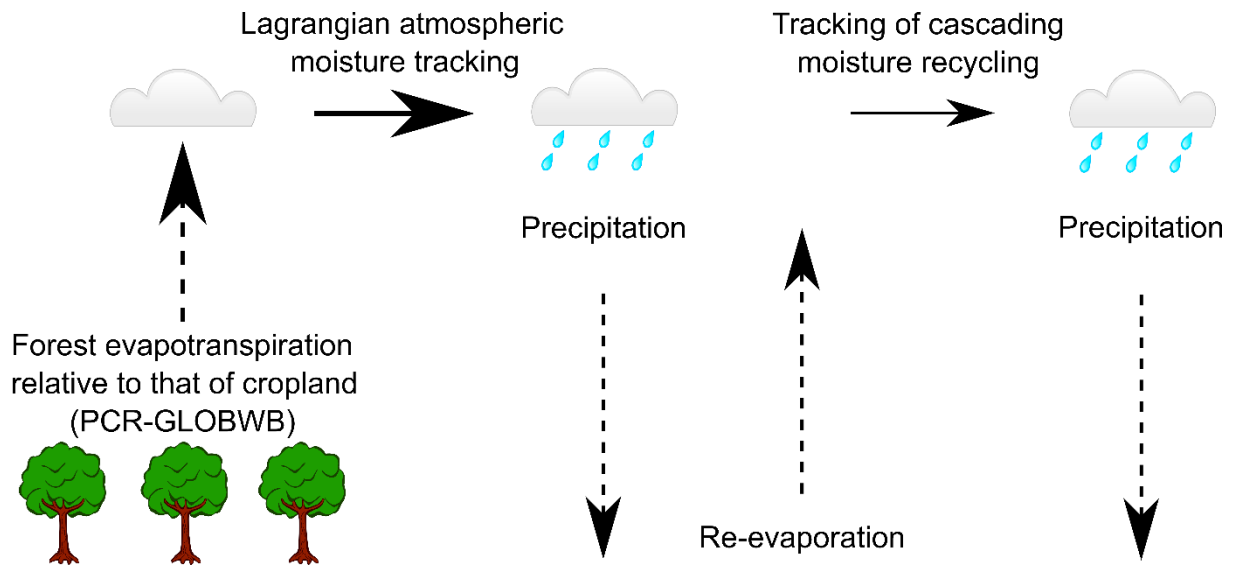 Lagrangian atmospheric
moisture tracking
Tracking of cascading
moisture recycling
Precipitation
Precipitation
Forest evapotranspiration
relative to that of cropland
(PCR-GLOBWB)
Re-evaporation